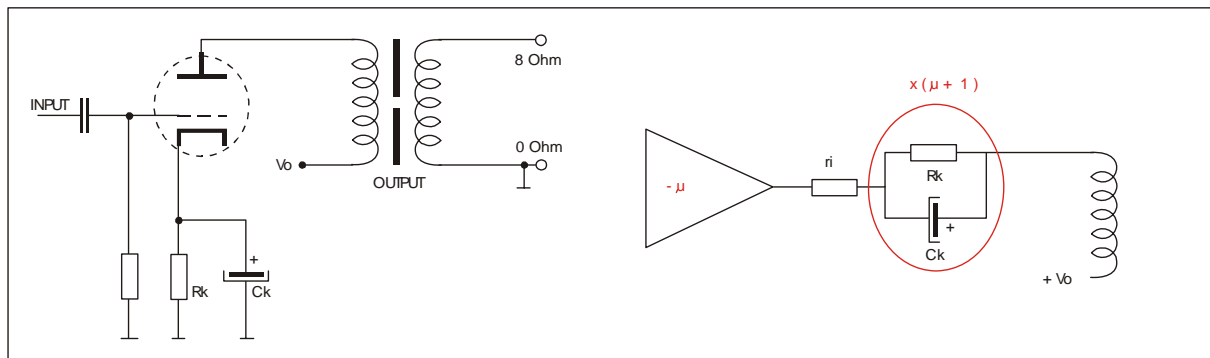 INPUT
Vo
OUTPUT
8 Ohm
0 Ohm
Rk
+
Ck
- µ
ri
x ( µ + 1 )
Rk
+
Ck
+ Vo